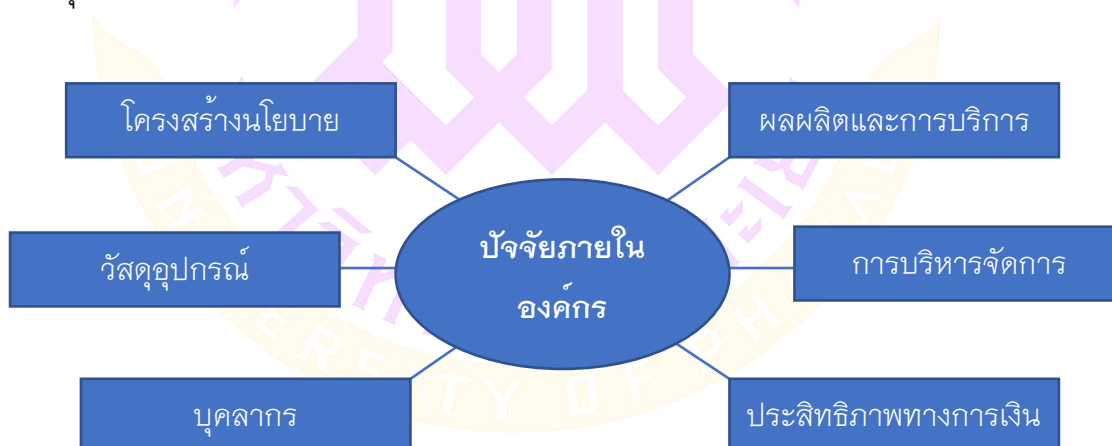 โครงสร้างนโยบาย
ผลผลิตและการบริการ
ปัจจัยภายใน
องค์กร
วัสดุอุปกรณ์
การบริหารจัดการ
บุคลากร
ประสิทธิภาพทางการเงิน